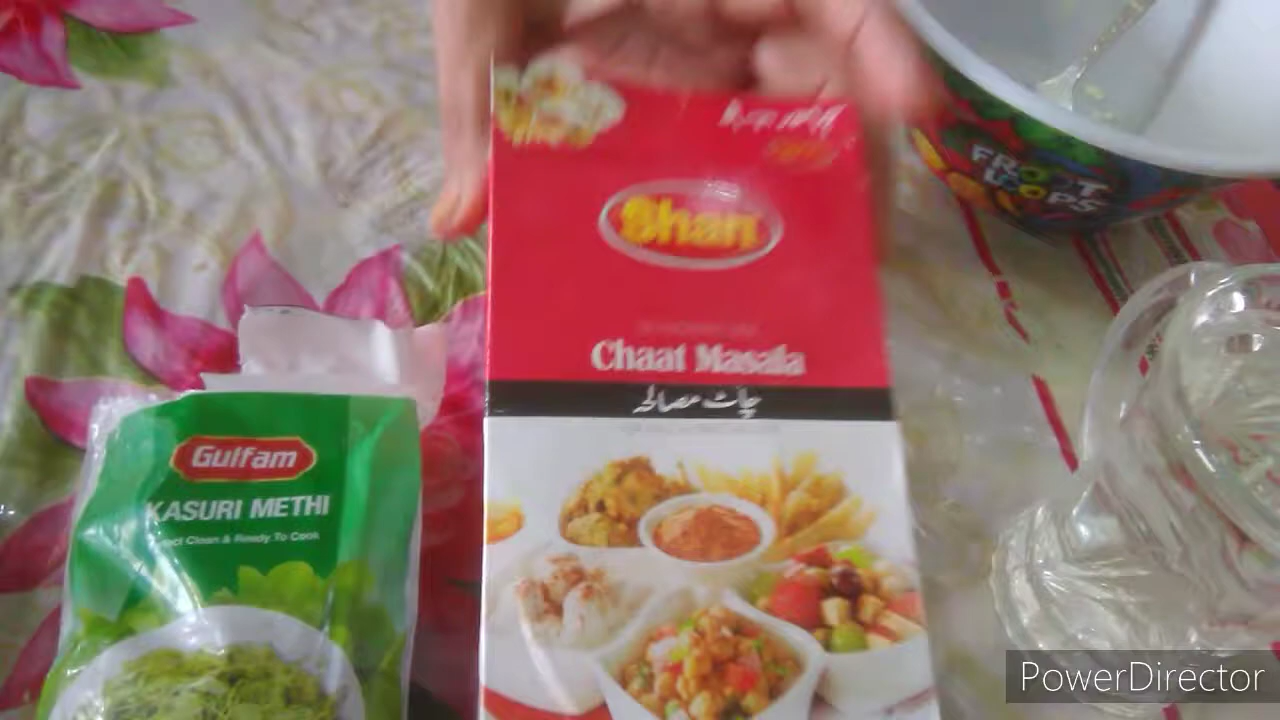 Shan
Chaat Masala
چاٹ مصالحہ
Gulfam
KASURI METHI
Clean & Ready To Cook
FROOT
LOOPS
PowerDirector